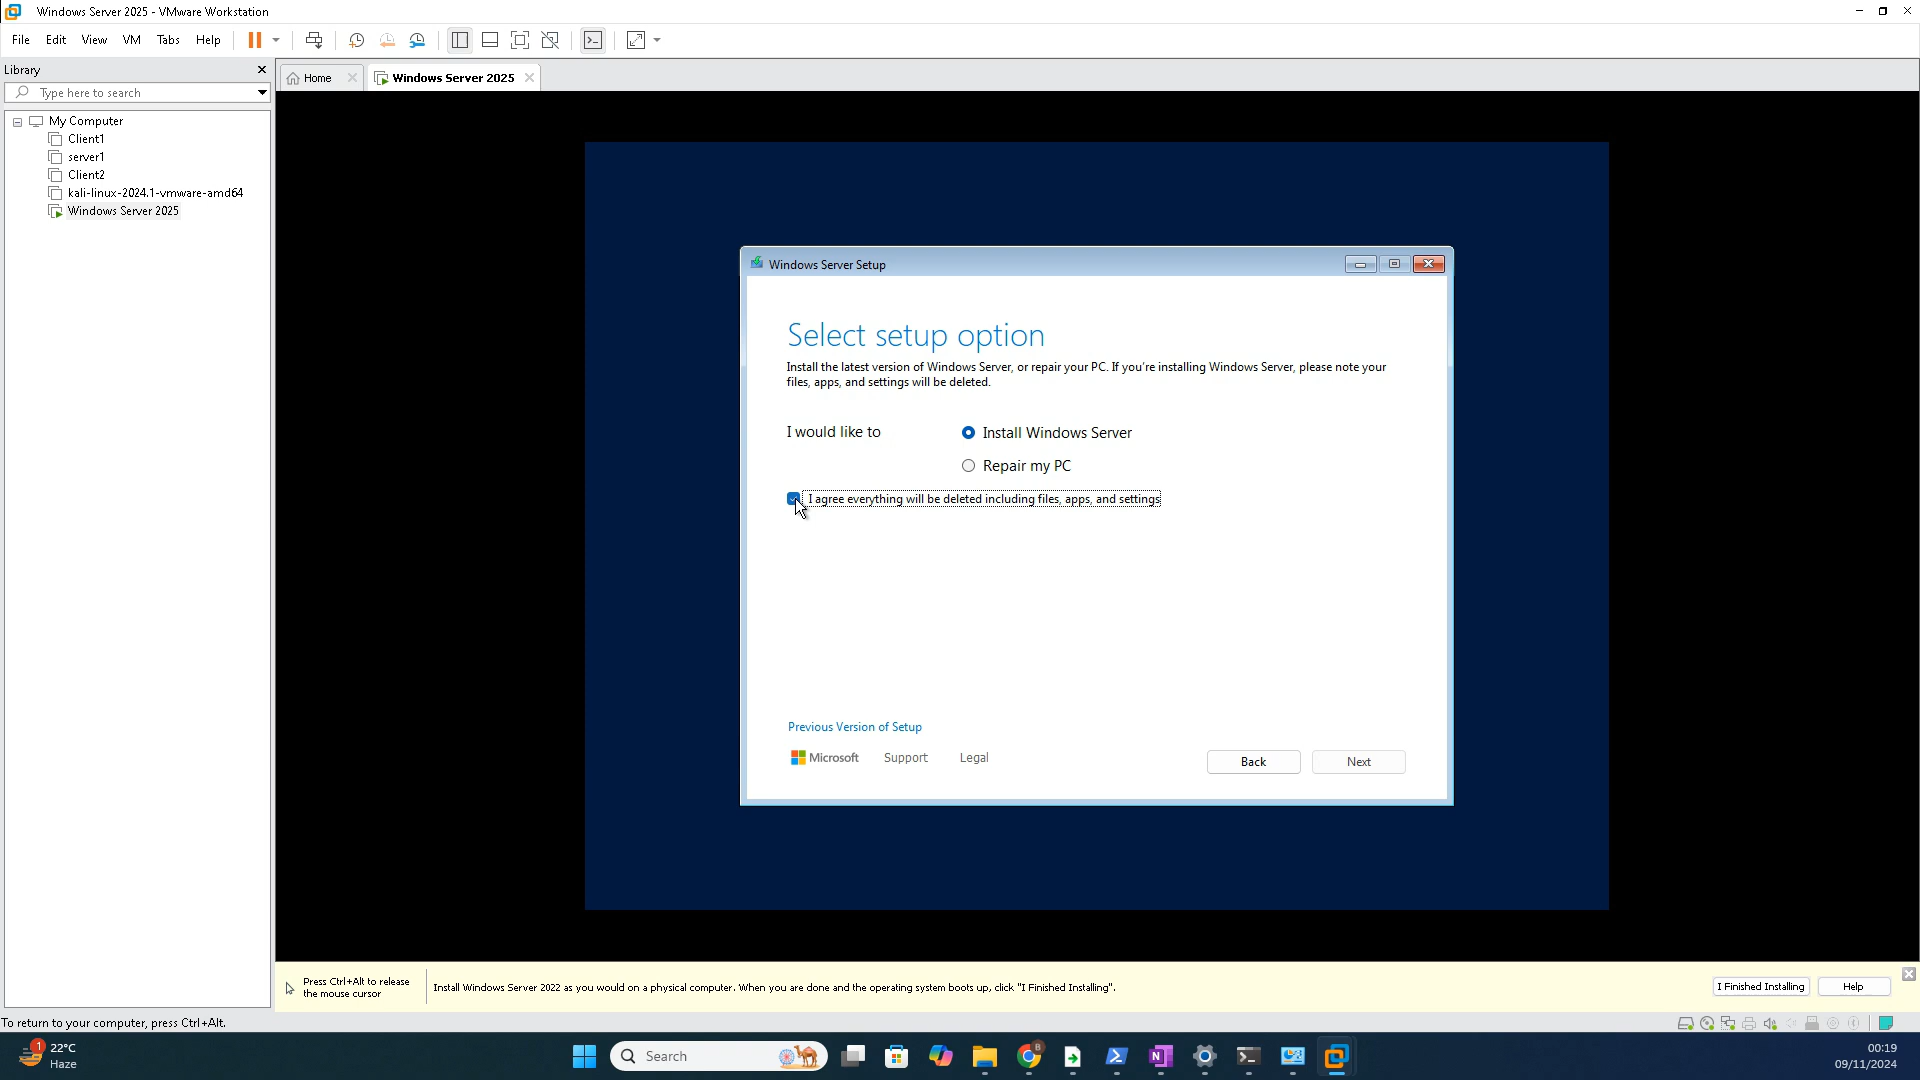 Windows Server 2025 - VMware Workstation
File Edit View VM Tabs Help
Library
Type here to search
My Computer
Client1
server1
Client2
kali-linux-2024.1-vmware-amd64
Windows Server 2025
Home
Windows Server 2025
Windows Server Setup
Select setup option
Install the latest version of Windows Server, or repair your PC. If you're installing Windows Server, please note your
files, apps, and settings will be deleted.
I would like to
Install Windows Server
Repair my PC
I agree everything will be deleted including files, apps, and settings
Previous Version of Setup
Microsoft Support Legal
Back Next
Press Ctrl+Alt to release
the mouse cursor
Install Windows Server 2022 as you would on a physical computer. When you are done and the operating system boots up, click "I Finished Installing".
I Finished Installing
Help
To return to your computer, press Ctrl+Alt.
1
22°C
Haze
Search
B
N
00:19
09/11/2024